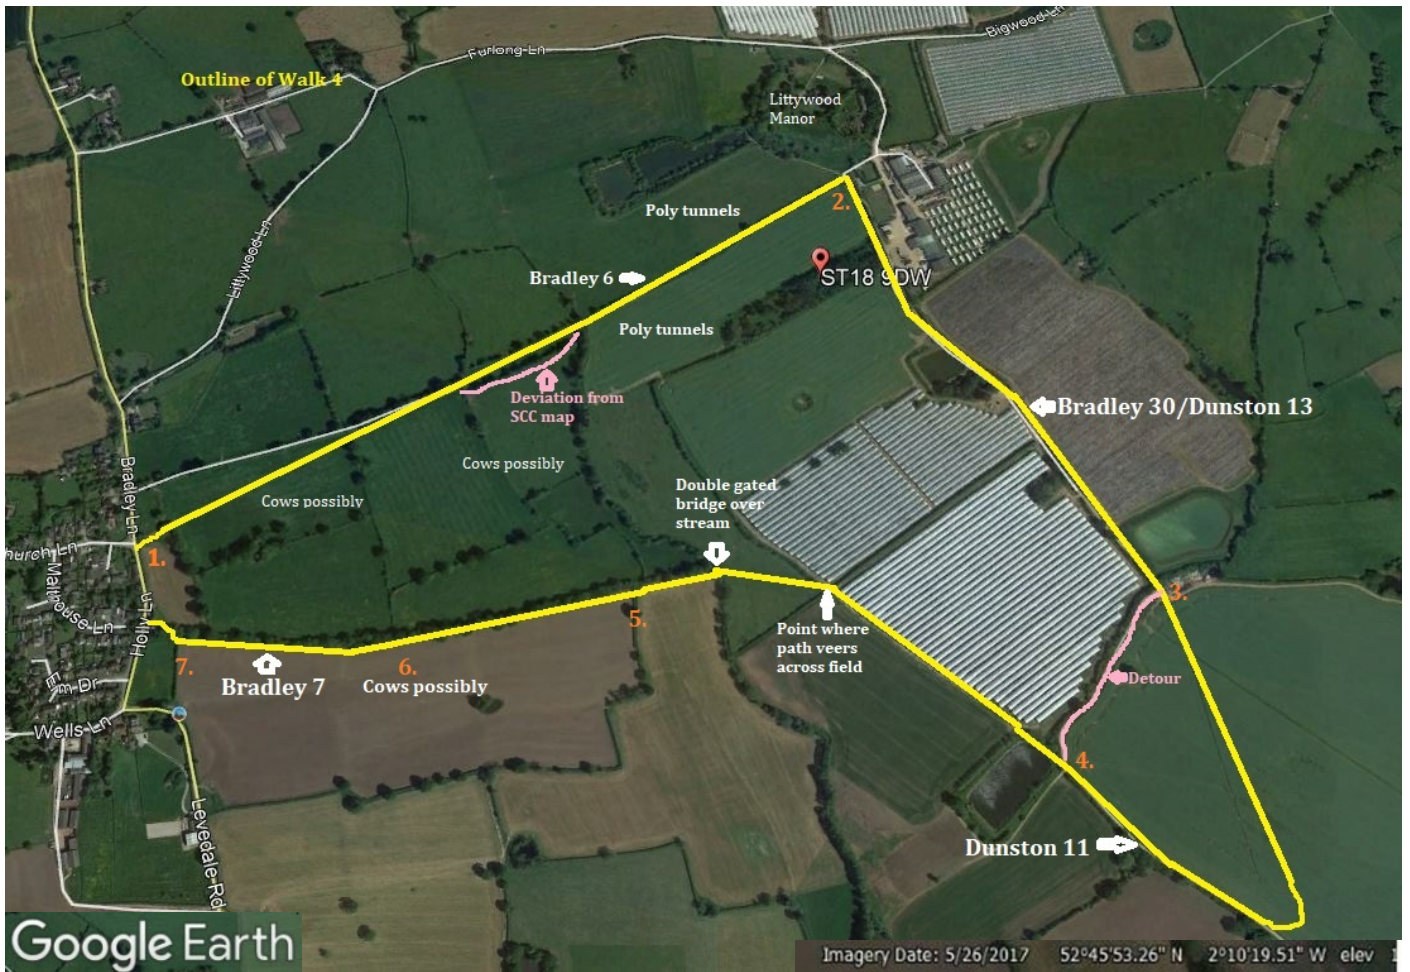 Furlong Ln
Bigwood Ln
Outline of Walk 4
Littywood
Manor
2.
Poly tunnels
Littywood Ln
Bradley 6
ST18 9DW
Poly tunnels
Deviation from
SCC map
Bradley 30/Dunston 13
Cows possibly
Cows possibly
Bradley Ln
Double gated
bridge over
stream
1.
hurch Ln
Malthouse Ln
Holly Ln
3.
5.
Point where
path veers
across field
7.
6.
Bradley 7
Cows possibly
Detour
Elm Dr
Wells Ln
4.
Levedale Rd
Dunston 11
Google Earth
Imagery Date: 5/26/2017 52°45'53.26" N 2°10'19.51" W elev 1